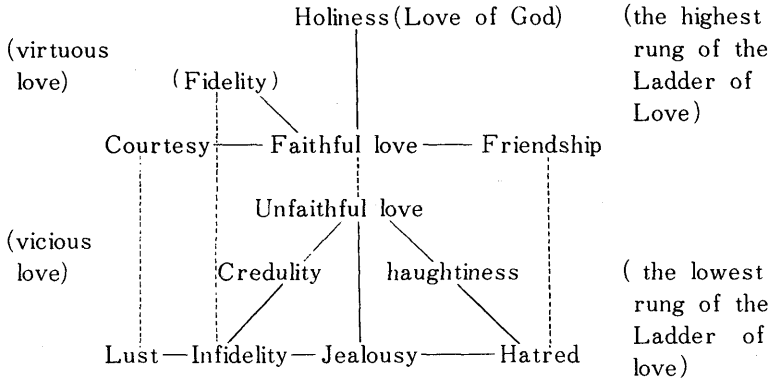 Holiness(Love of God)
(the highest
rung of the
Ladder of
Love)
(virtuous
love)
(Fidelity)
Courtesy
Faithful love
Friendship
Unfaithful love
(vicious
love)
Credulity
haughtiness
( the lowest
rung of the
Ladder of
love)
Lust
Infidelity
Jealousy
Hatred